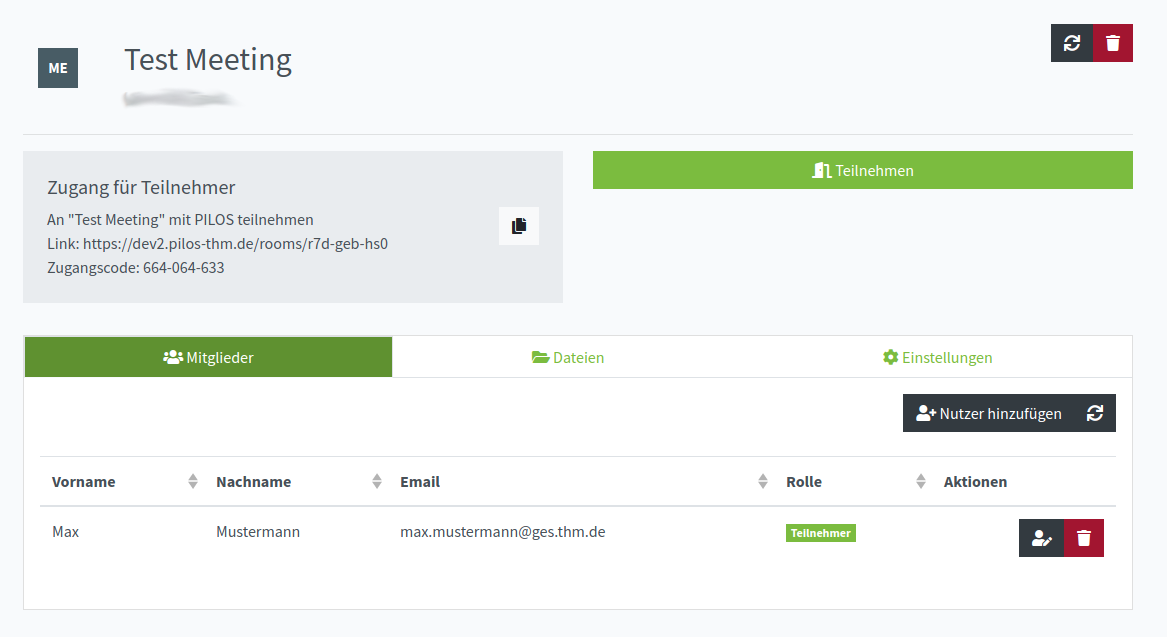 ME
Test Meeting
Zugang für Teilnehmer
An "Test Meeting" mit PILOS teilnehmen
Link: https://dev2.pilos-thm.de/rooms/r7d-geb-hs0
Zugangscode: 664-064-633
Teilnehmen
Mitglieder Dateien Einstellungen
Nutzer hinzufügen
Vorname Nachname Email Rolle Aktionen
Max Mustermann max.mustermann@ges.thm.de Teilnehmer